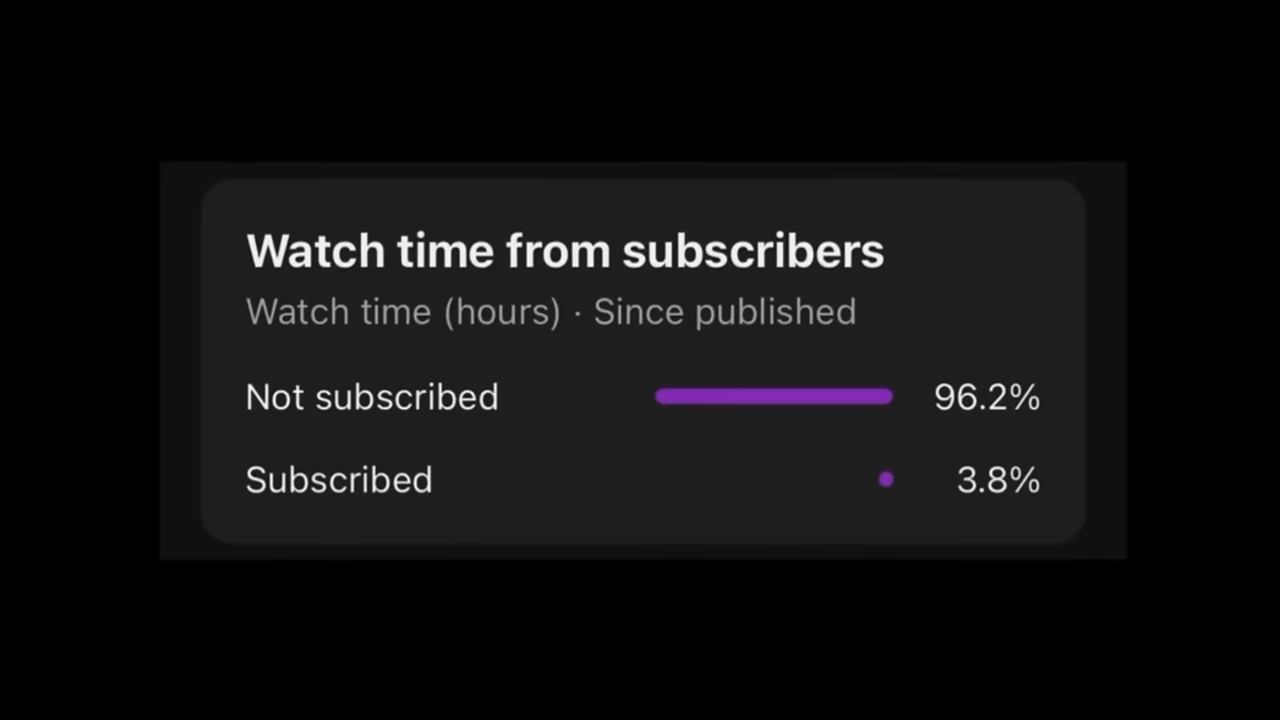 Watch time from subscribers
Watch time (hours) · Since published
Not subscribed 96.2%
Subscribed 3.8%